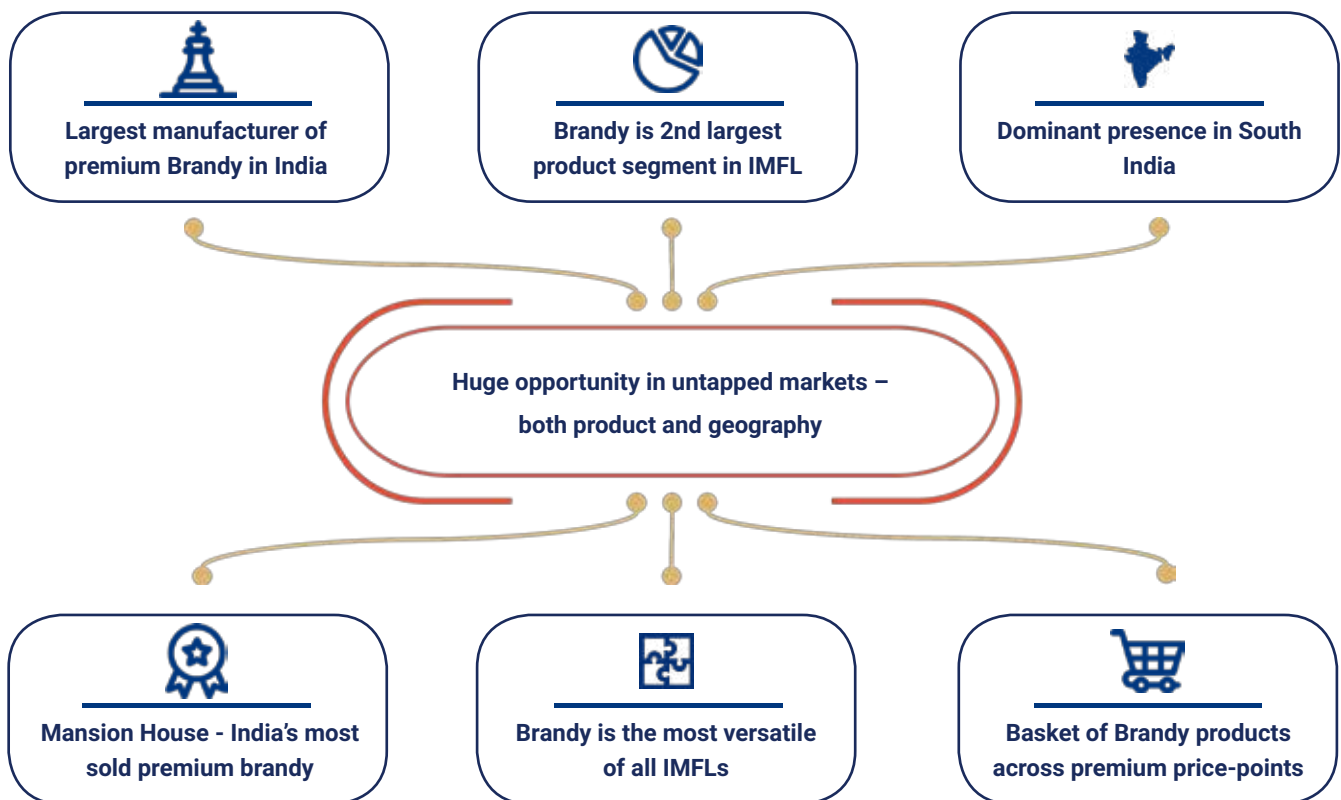 Largest manufacturer of
premium Brandy in India
Brandy is 2nd largest
product segment in IMFL
Dominant presence in South
India
Huge opportunity in untapped markets –
both product and geography
Mansion House - India’s most
sold premium brandy
Brandy is the most versatile
of all IMFLs
Basket of Brandy products
across premium price-points